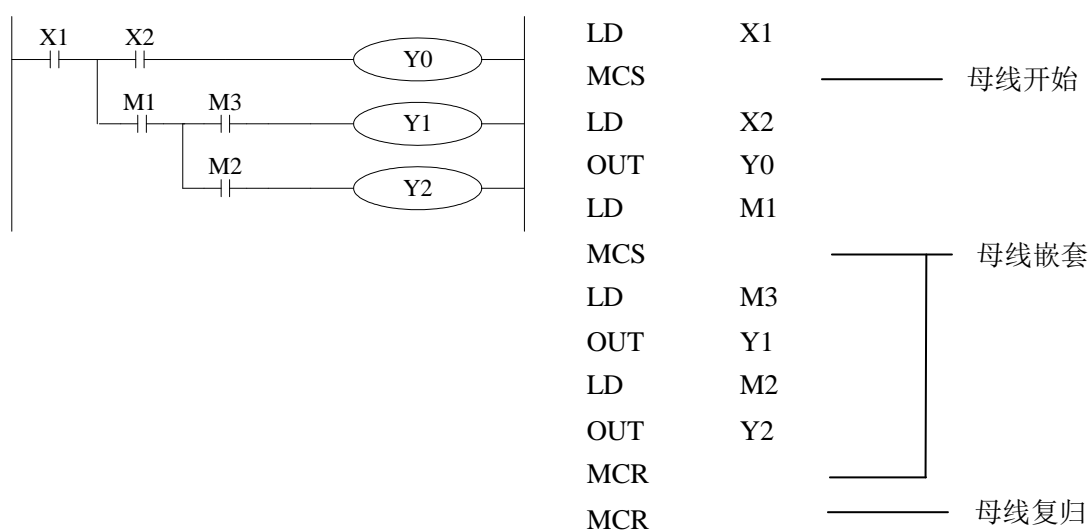 X1 X2 Y0
M1 M3 Y1
M2 Y2
LD X1
MCS 母线开始
LD X2
OUT Y0
LD M1
MCS 母线嵌套
LD M3
OUT Y1
LD M2
OUT Y2
MCR
MCR 母线复归